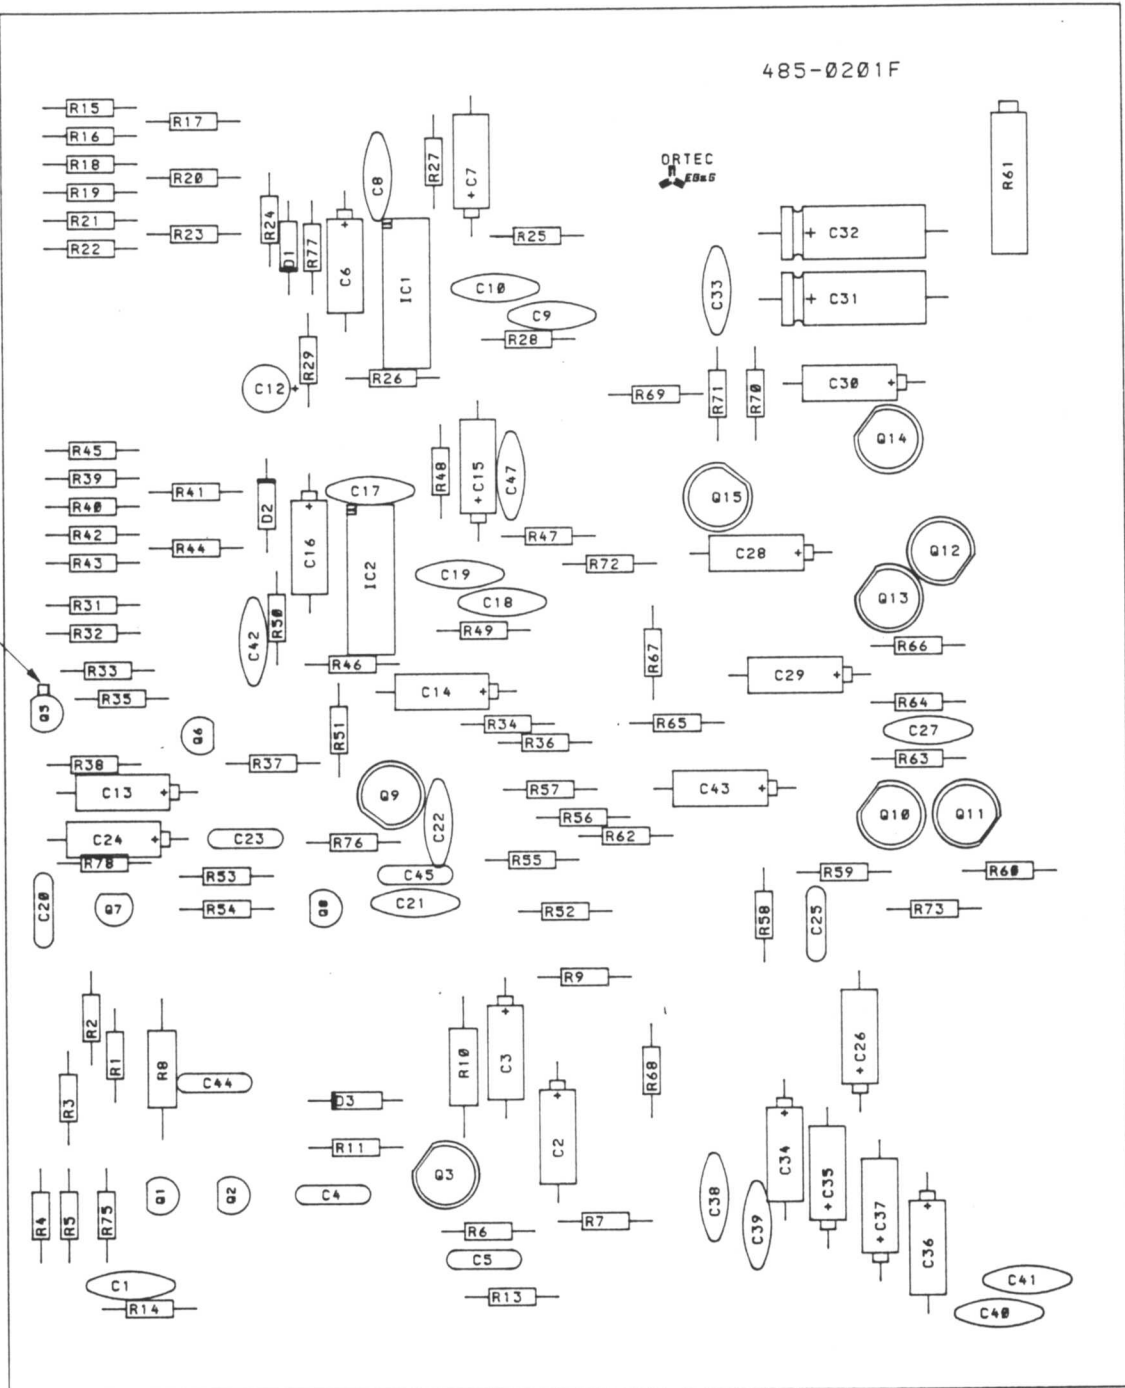 485-0201F
R15
R17
R16
R18
R20
R19
R21
R23
R22
R24
D1
R77
C6
C8
IC1
R27
+ C7
R25
C10
C9
R28
R29
C12 +
R26
ORTEC
EG&G
R61
+ C32
+ C31
C33
R69
R71
R70
C30 +
Q14
Q15
R45
R39
R41
R40
R42
R44
R43
R31
R32
R33
R35
Q5
Q6
D2
+
C16
C17
IC2
R48
+ C15
C47
R47
R72
C19
C18
R49
R50
C42
R46
C14 +
C28 +
Q12
Q13
R66
R67
C29 +
R64
R65
C27
R63
R34
R36
R51
R38
R37
C13 +
Q9
C22
R57
C43 +
Q10
Q11
C24 +
C23
R76
R56
R62
R78
R53
C45
R55
R59
R60
C20
Q7
R54
Q8
C21
R52
R58
C25
R73
R9
R2
R1
R8
R3
C44
D3
R11
R10
+
C3
+
C2
R68
+ C26
+
C34
+ C35
+ C37
+
C36
R4
R5
R75
Q1
Q2
C4
Q3
R6
R7
C5
C38
C39
C1
R14
R13
C41
C40